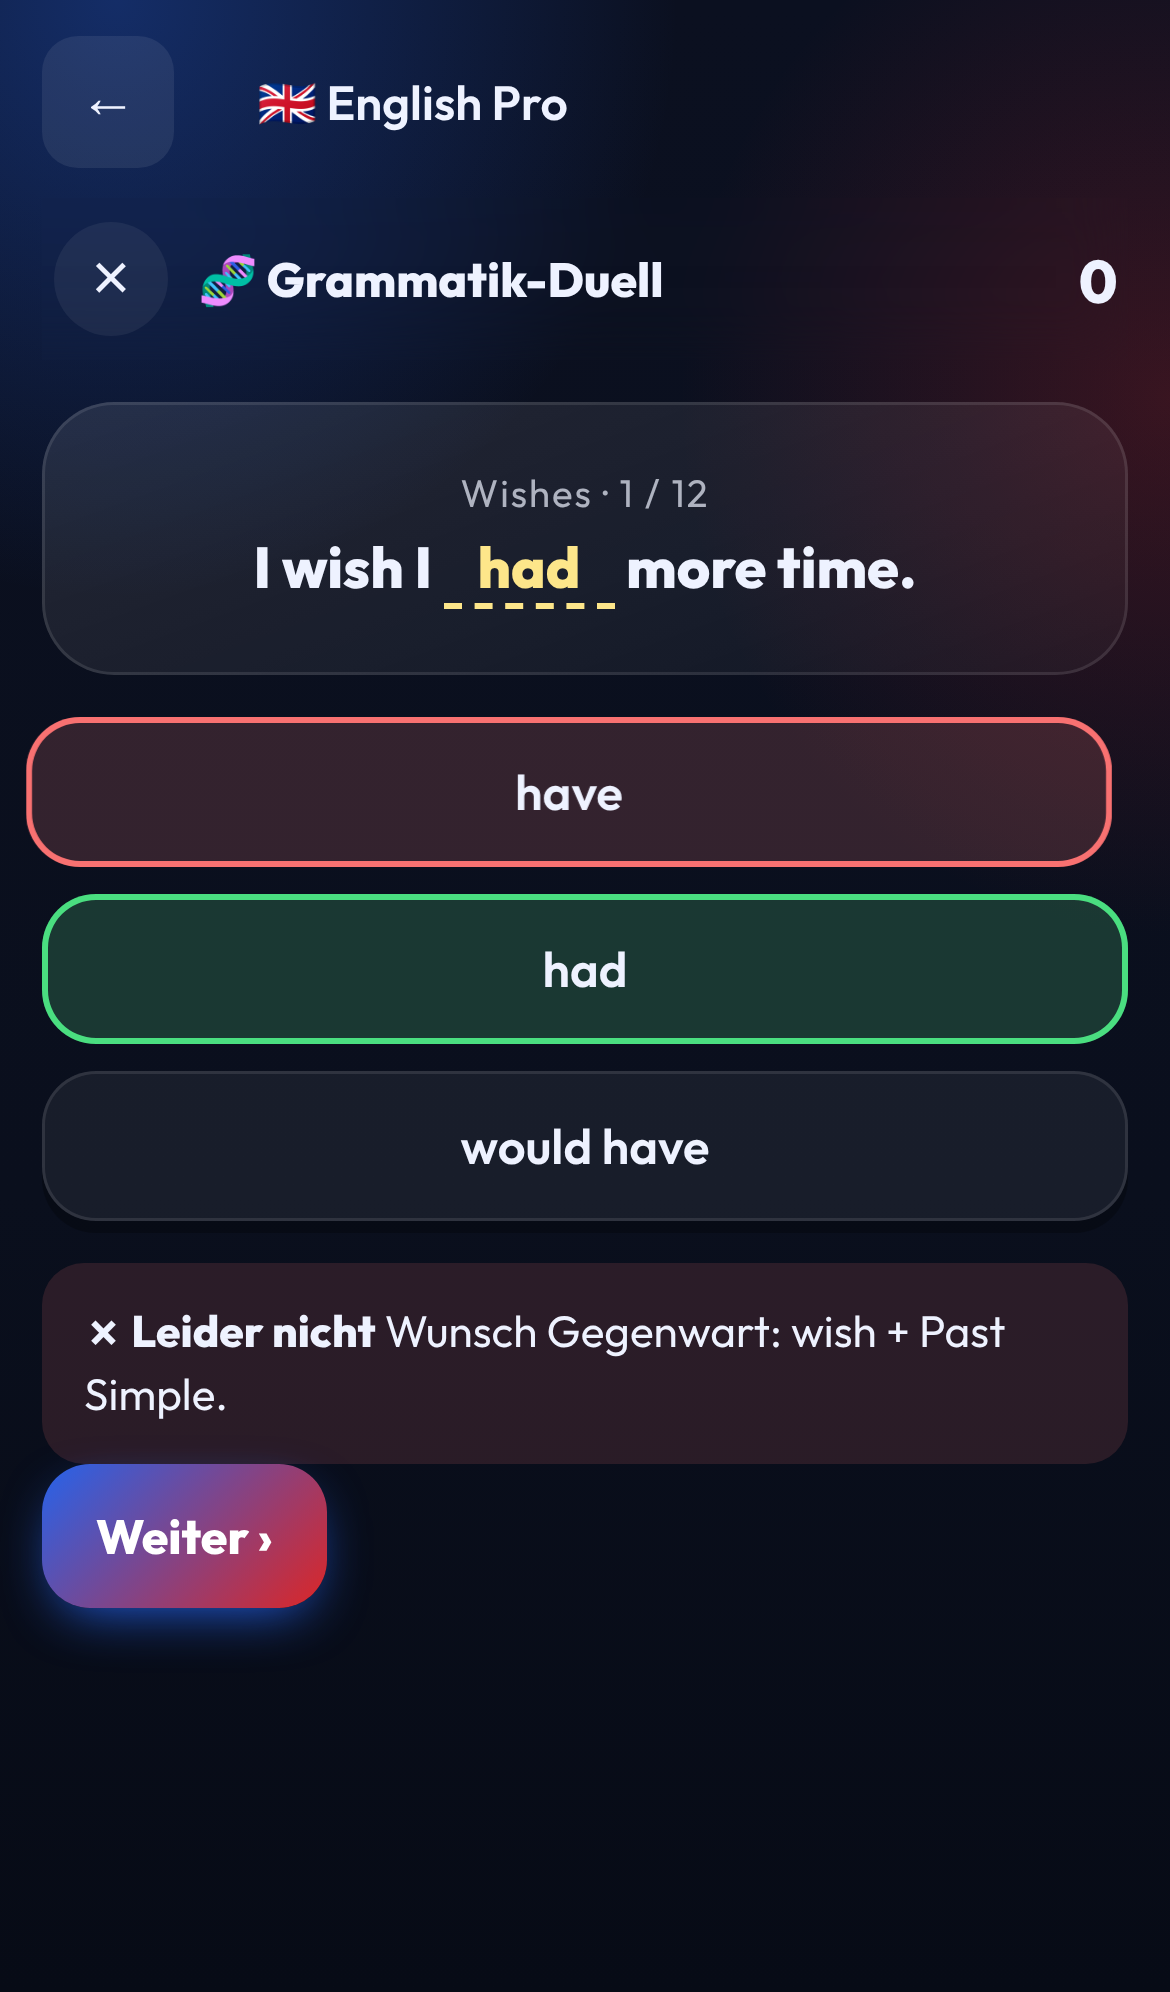 ←
🇬🇧 English Pro
✕
🧬 Grammatik-Duell
0
Wishes · 1 / 12
I wish I had more time.
have
had
would have
✕ Leider nicht Wunsch Gegenwart: wish + Past
Simple.
Weiter ›